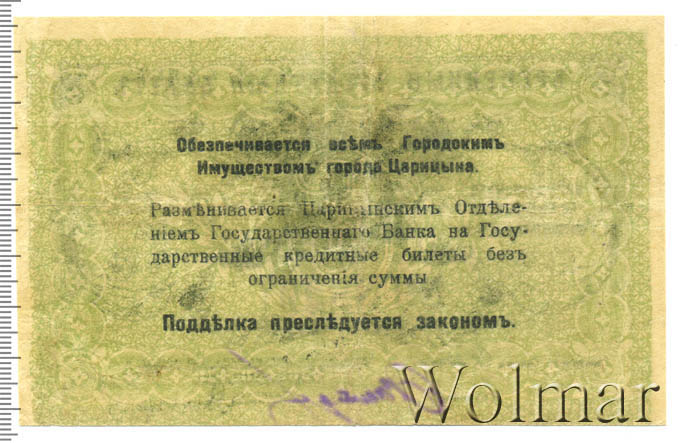 Обезпечивается всѣмъ Городскимъ
Имуществомъ города Царицына.
Размѣнивается Царицынскимъ Отдѣле-
ніемъ Государственнаго Банка на Госу-
дарственные кредитные билеты безъ
ограниченія суммы
Поддѣлка преслѣдуется закономъ.
Wolmar